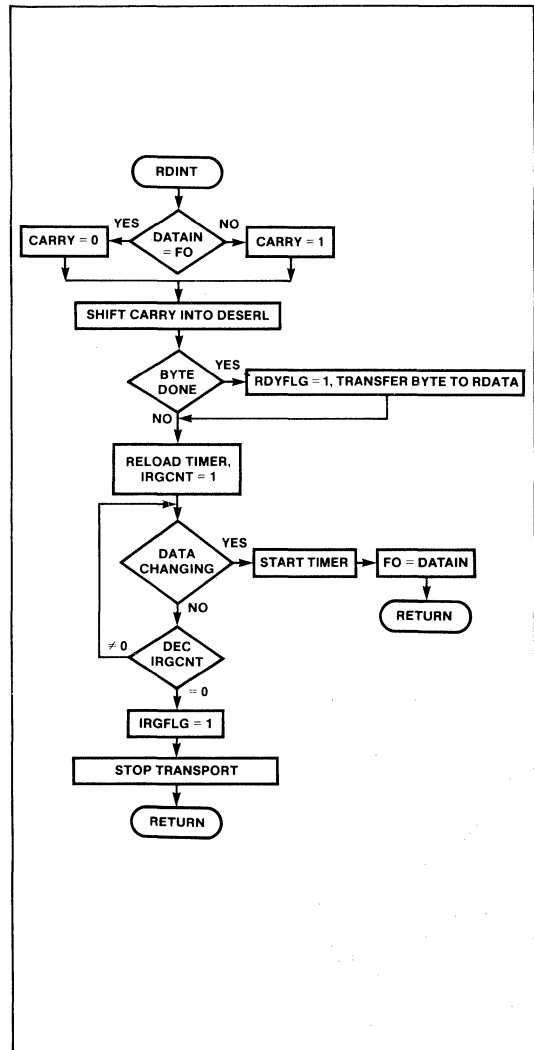 RDINT
YES
NO
CARRY = 0
DATAIN
= FO
CARRY = 1
SHIFT CARRY INTO DESERL
BYTE
DONE
YES
RDYFLG = 1, TRANSFER BYTE TO RDATA
NO
RELOAD TIMER,
IRGCNT = 1
DATA
CHANGING
YES
START TIMER
FO = DATAIN
RETURN
NO
≠ 0
DEC
IRGCNT
= 0
IRGFLG = 1
STOP TRANSPORT
RETURN